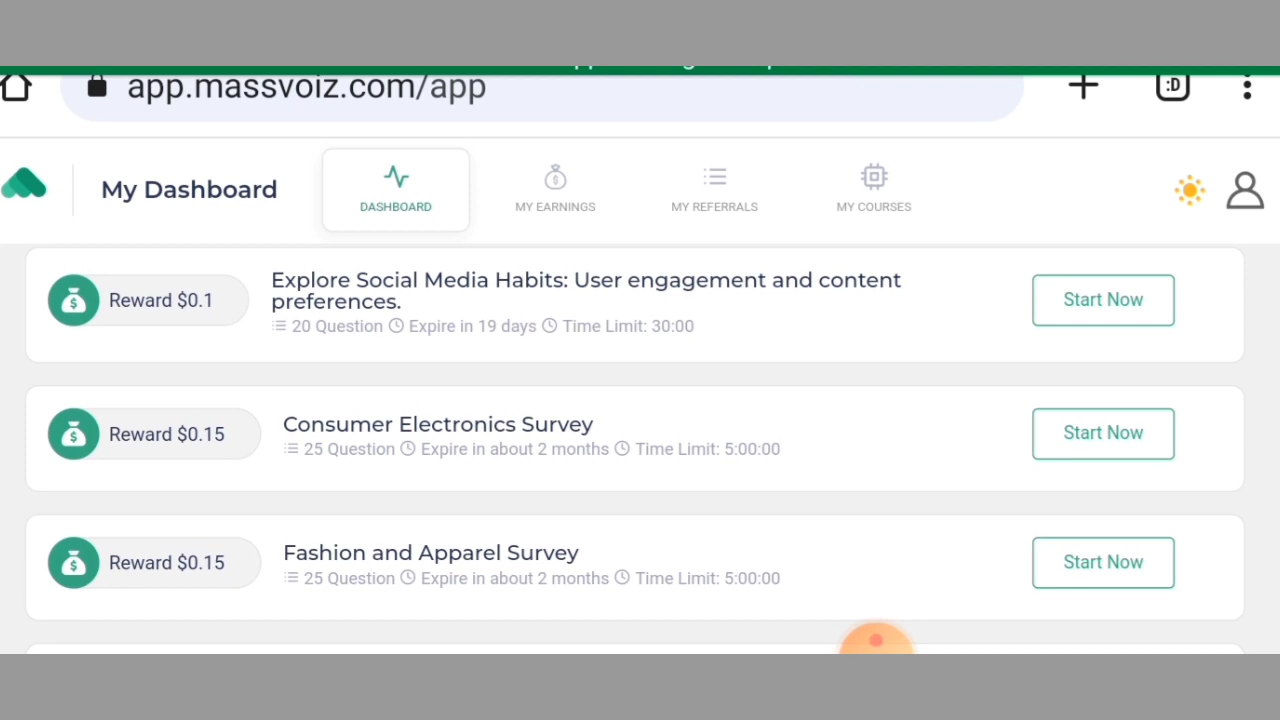 app.massvoiz.com/app
:D
My Dashboard
DASHBOARD
MY EARNINGS
MY REFERRALS
MY COURSES
Reward $0.1
Explore Social Media Habits: User engagement and content
preferences.
20 Question Expire in 19 days Time Limit: 30:00
Start Now
Reward $0.15
Consumer Electronics Survey
25 Question Expire in about 2 months Time Limit: 5:00:00
Start Now
Reward $0.15
Fashion and Apparel Survey
25 Question Expire in about 2 months Time Limit: 5:00:00
Start Now